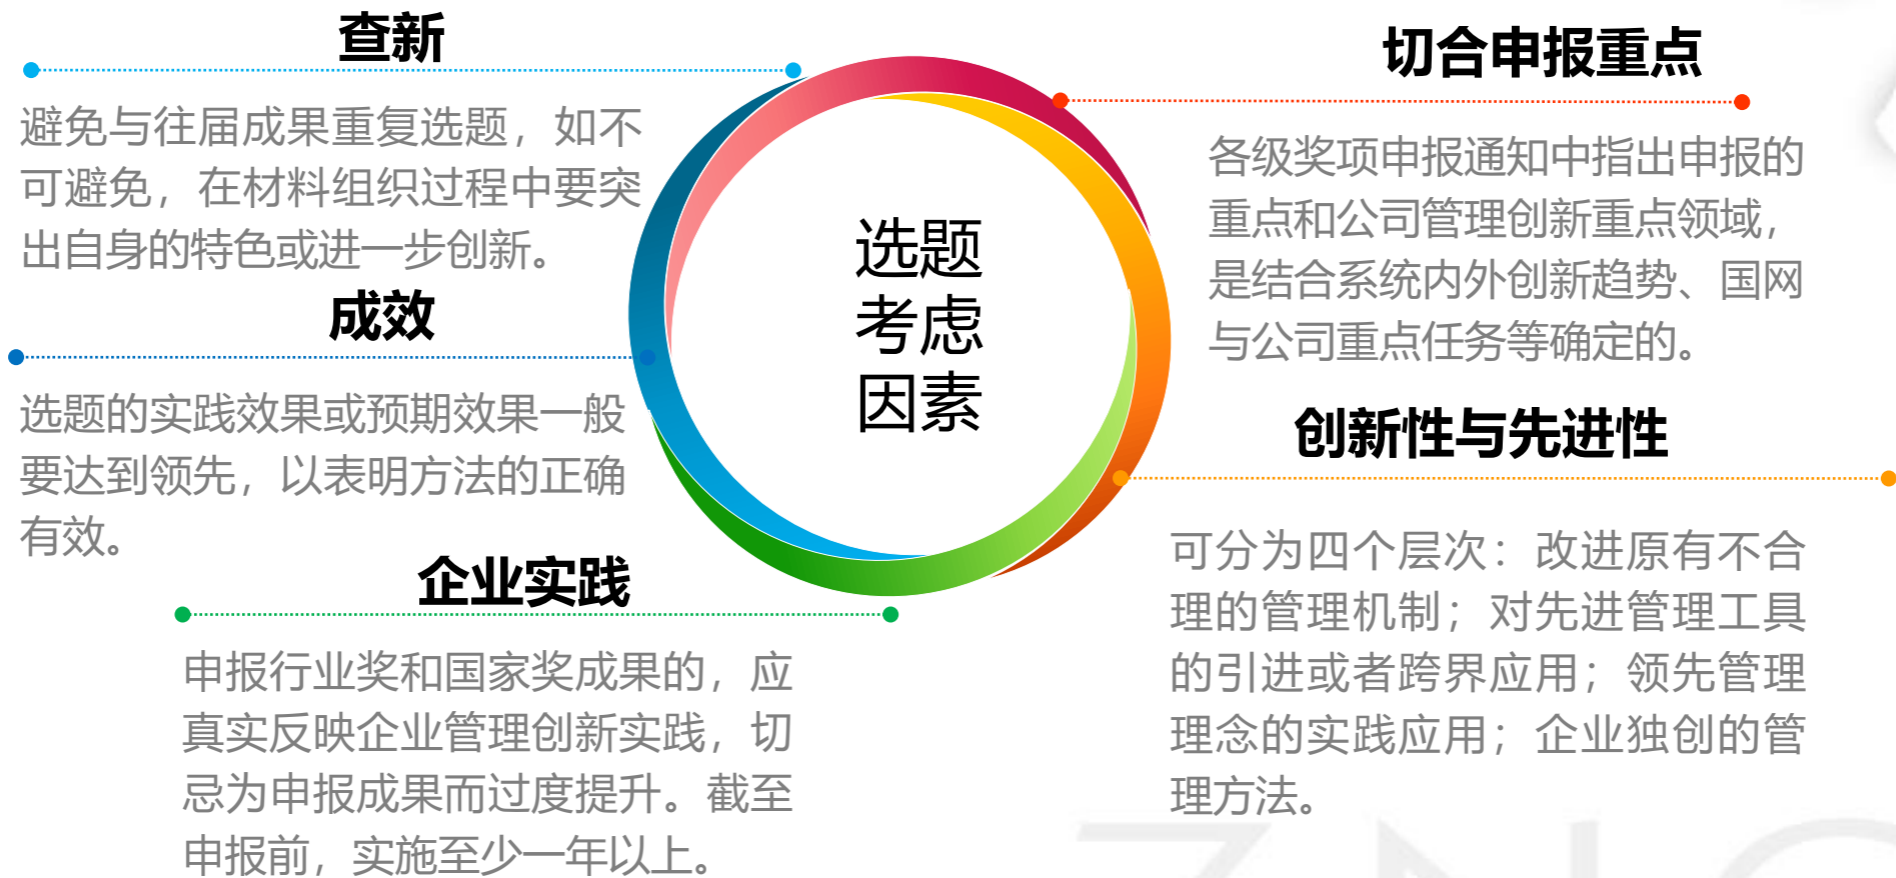 查新
避免与往届成果重复选题，如不
可避免，在材料组织过程中要突
出自身的特色或进一步创新。
成效
选题的实践效果或预期效果一般
要达到领先，以表明方法的正确
有效。
企业实践
申报行业奖和国家奖成果的，应
真实反映企业管理创新实践，切
忌为申报成果而过度提升。截至
申报前，实施至少一年以上。
选题
考虑
因素
切合申报重点
各级奖项申报通知中指出申报的
重点和公司管理创新重点领域，
是结合系统内外创新趋势、国网
与公司重点任务等确定的。
创新性与先进性
可分为四个层次：改进原有不合
理的管理机制；对先进管理工具
的引进或者跨界应用；领先管理
理念的实践应用；企业独创的管
理方法。